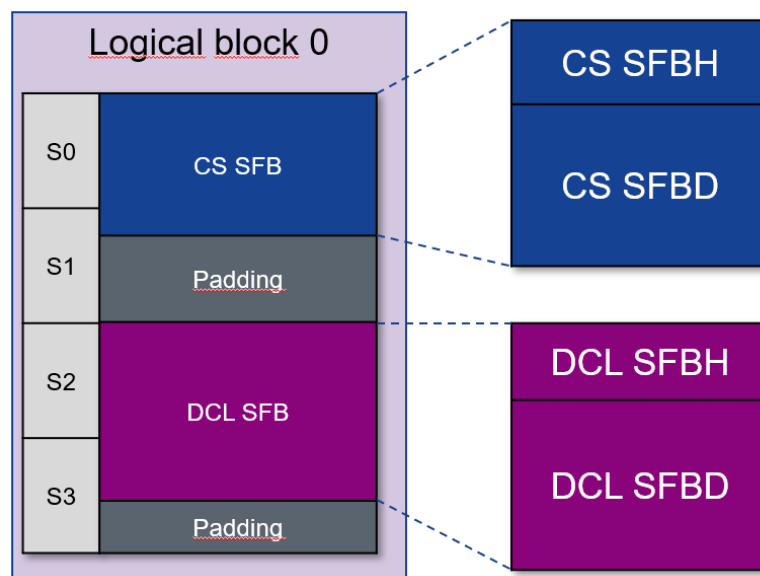 Logical block 0
S0
S1
S2
S3
CS SFB
Padding
DCL SFB
Padding
CS SFBH
CS SFBD
DCL SFBH
DCL SFBD